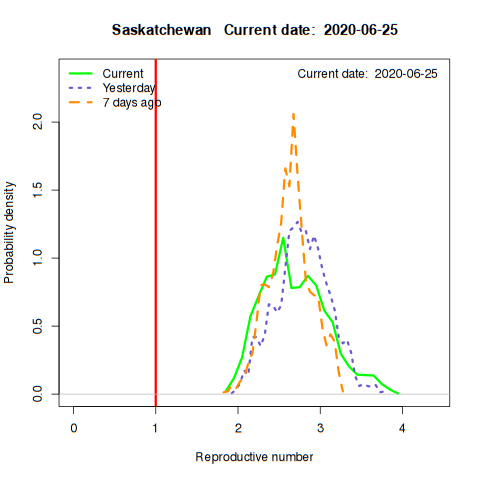 Saskatchewan Current date: 2020-06-25
Current
Yesterday
7 days ago
Current date: 2020-06-25
Probability density
2.0
1.5
1.0
0.5
0.0
0 1 2 3 4
Reproductive number